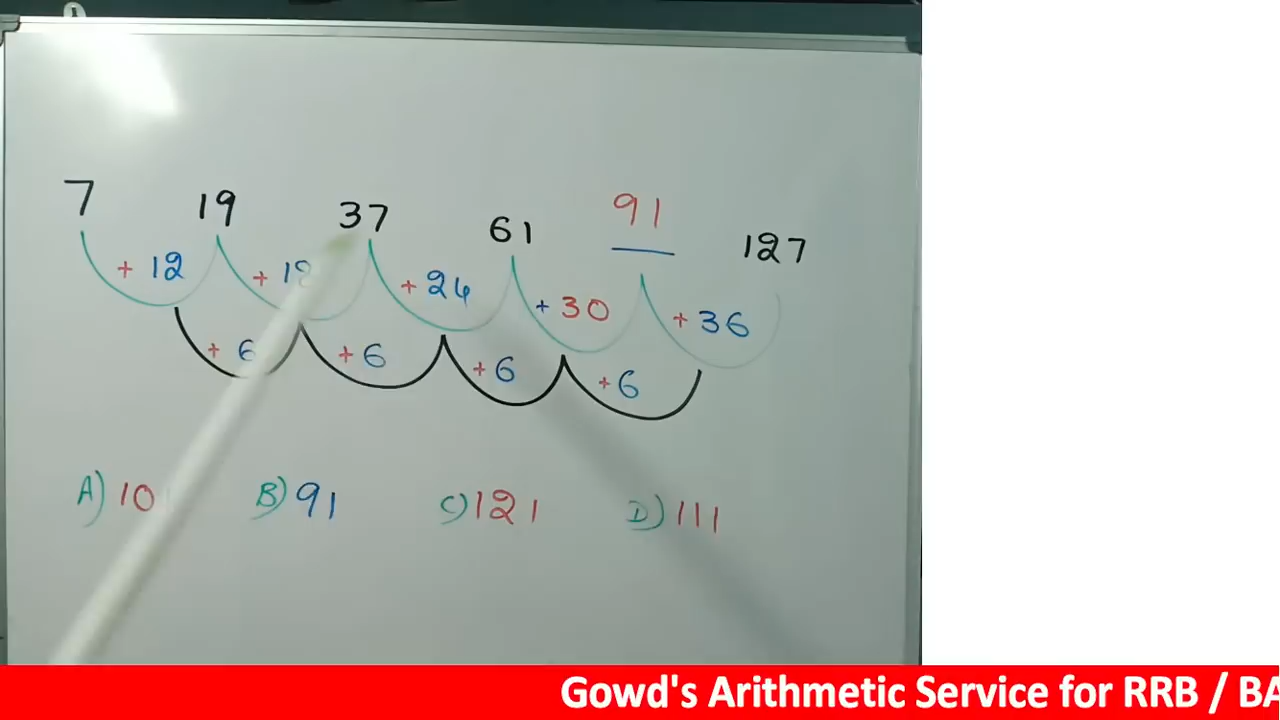 7 19 37 61 91 127
+ 12 + + 24 + 30 + 36
+ 6 + 6 + 6 + 6
A) B) 91 C) 121 D) 111
Gowd's Arithmetic Service for RRB /